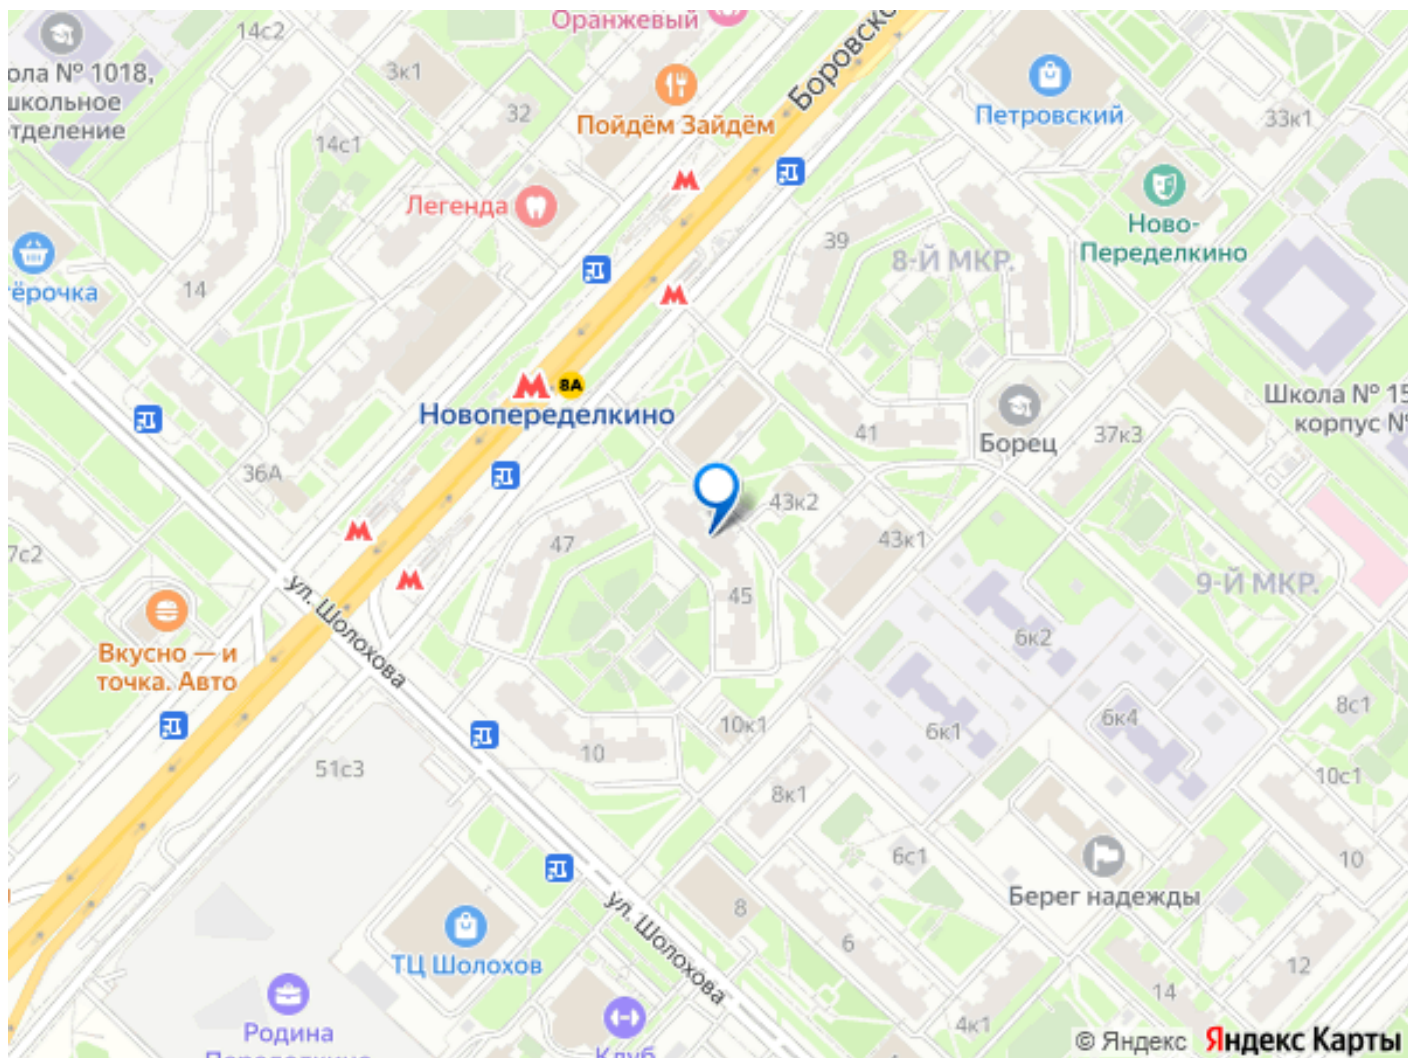 14с2
Оранжевый
Боровско
ола № 1018,
школьное
тделение
3к1
32
Пойдём Зайдём
Петровский
33к1
14с1
Легенда
Ново-
Переделкино
39
8-Й МКР.
14
ёрочка
8А
Новопеределкино
Школа № 15
корпус №
Борец
41
37к3
36А
43к2
43к1
47
7с2
45
9-Й МКР.
ул. Шолохова
6к2
Вкусно — и
точка. Авто
10к1
6к1
6к4
8с1
10
51с3
8к1
10с1
6с1
10
Берег надежды
8
ул. Шолохова
6
ТЦ Шолохов
12
14
4к1
Родина
Переделкино
Клуб
© Яндекс Яндекс Карты